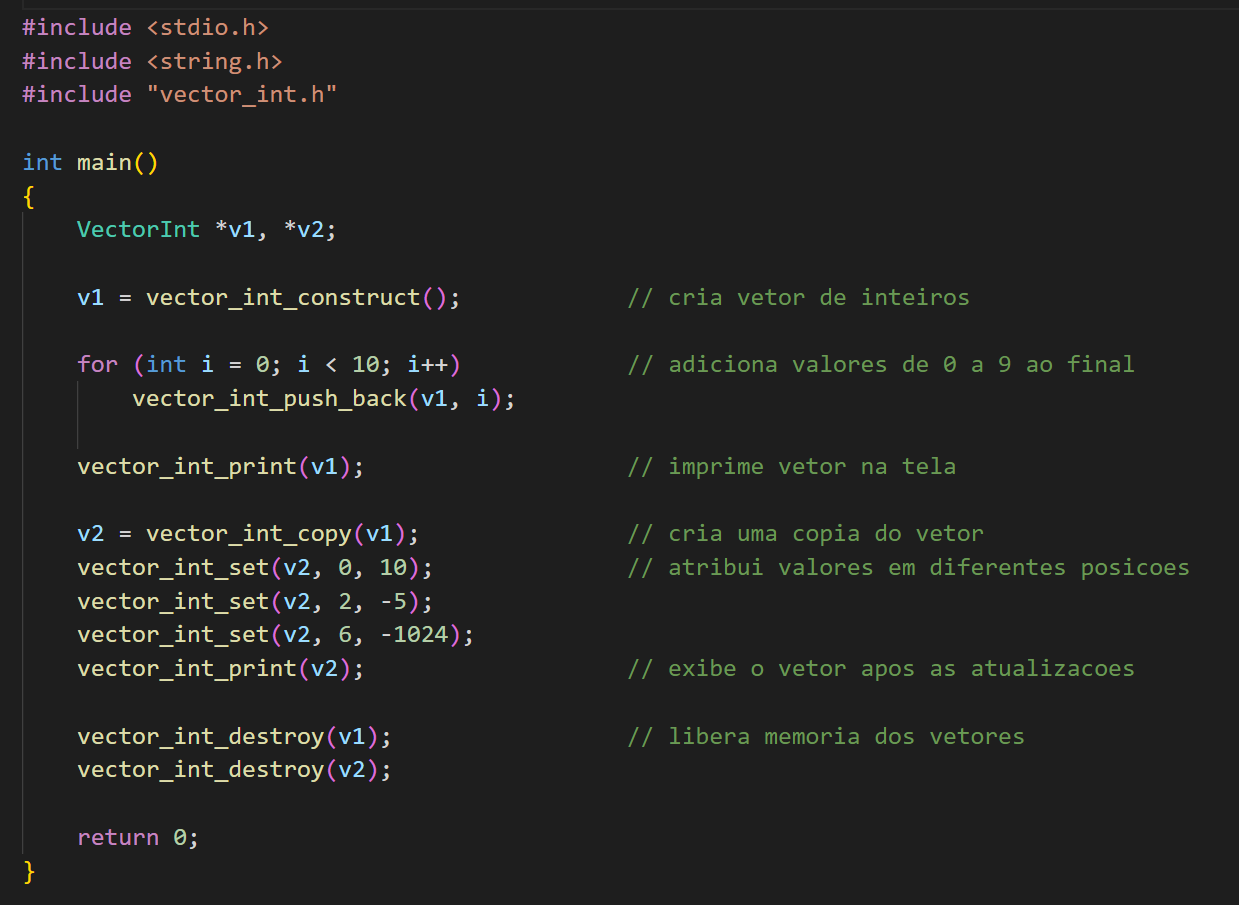 #include <stdio.h>
#include <string.h>
#include "vector_int.h"
int main()
{
    VectorInt *v1, *v2;
    v1 = vector_int_construct();            // cria vetor de inteiros
    for (int i = 0; i < 10; i++)            // adiciona valores de 0 a 9 ao final
        vector_int_push_back(v1, i);
    vector_int_print(v1);                   // imprime vetor na tela
    v2 = vector_int_copy(v1);               // cria uma copia do vetor
    vector_int_set(v2, 0, 10);              // atribui valores em diferentes posicoes
    vector_int_set(v2, 2, -5);
    vector_int_set(v2, 6, -1024);
    vector_int_print(v2);                   // exibe o vetor apos as atualizacoes
    vector_int_destroy(v1);                 // libera memoria dos vetores
    vector_int_destroy(v2);
    return 0;
}